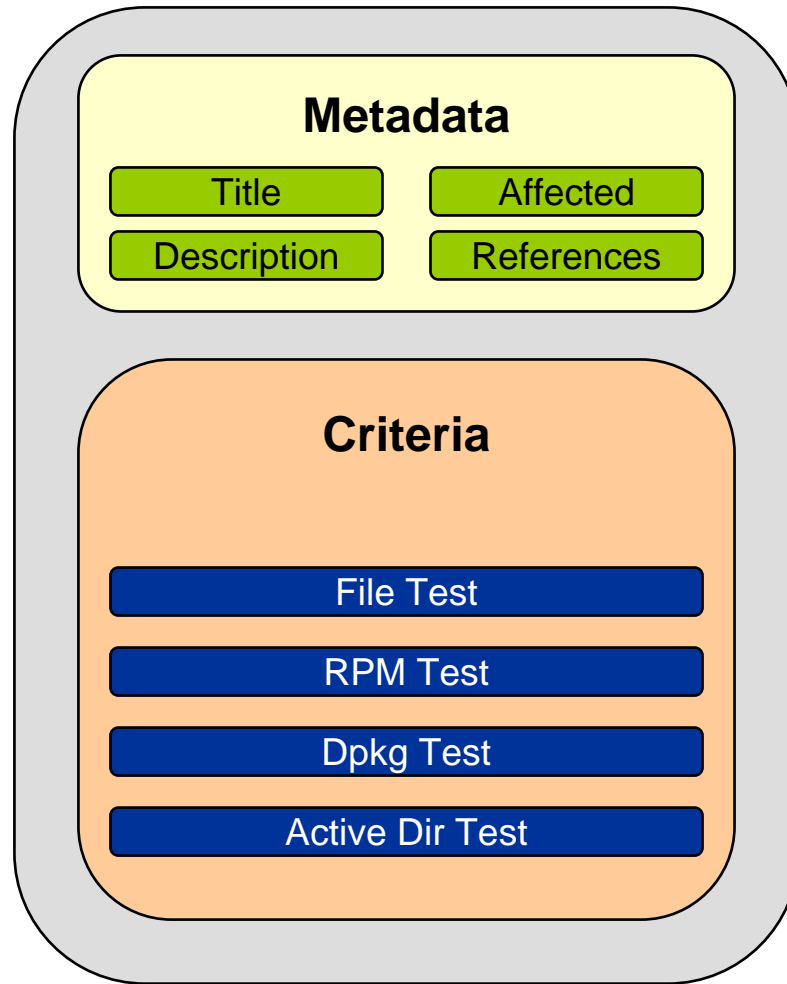 Metadata
Title
Affected
Description
References
Criteria
File Test
RPM Test
Dpkg Test
Active Dir Test